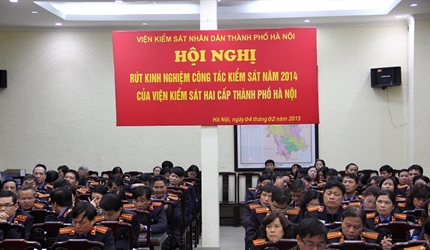 VIỆN KIỂM SÁT NHÂN DÂN THÀNH PHỐ HÀ NỘI
HỘI NGHỊ
RÚT KINH NGHIỆM CÔNG TÁC KIỂM SÁT NĂM 2014
CỦA VIỆN KIỂM SÁT HAI CẤP THÀNH PHỐ HÀ NỘI
Hà Nội, ngày 04 tháng 02 năm 2015